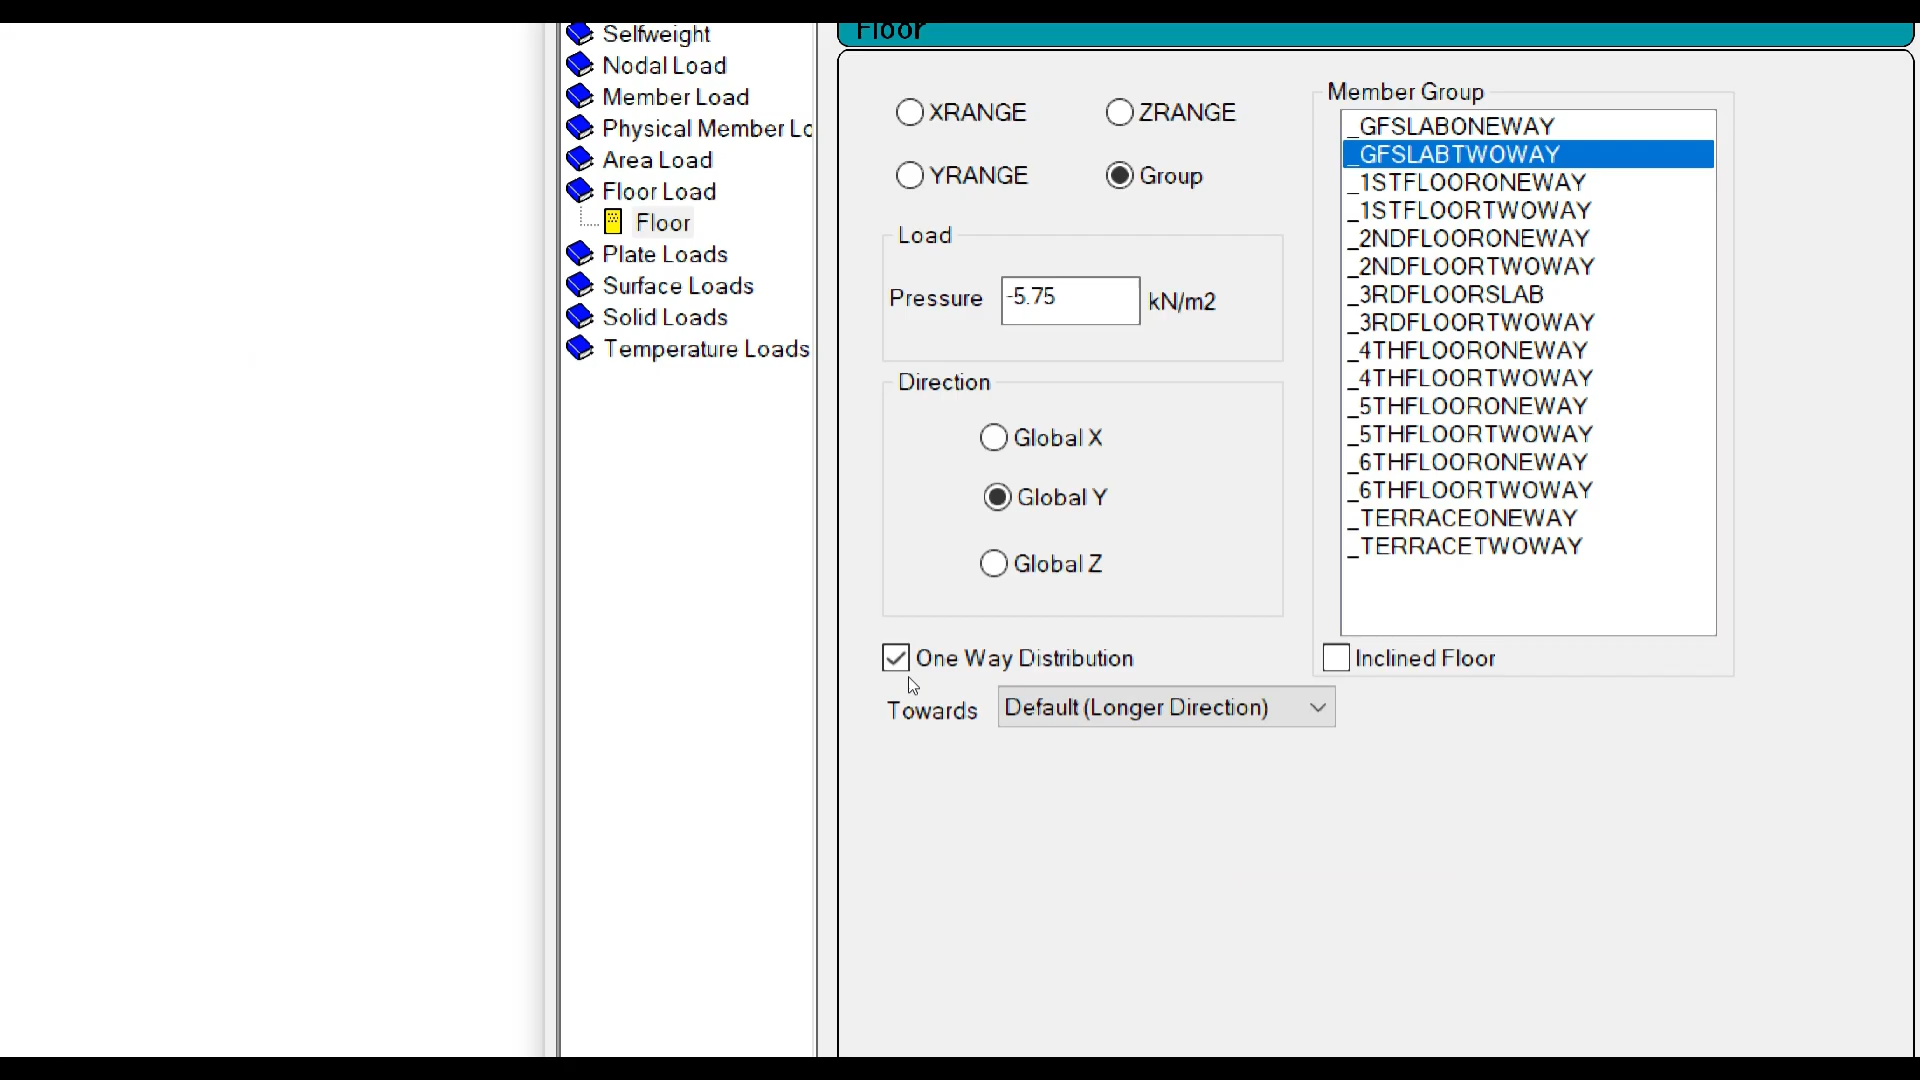 Selfweight
Nodal Load
Member Load
Physical Member Lo
Area Load
Floor Load
Floor
Plate Loads
Surface Loads
Solid Loads
Temperature Loads
Floor
XRANGE
ZRANGE
YRANGE
Group
Load
Pressure
-5.75
kN/m2
Direction
Global X
Global Y
Global Z
One Way Distribution
Towards
Default (Longer Direction)
Member Group
_GFSLABONEWAY
_GFSLABTWOWAY
_1STFLOORONEWAY
_1STFLOORTWOWAY
_2NDFLOORONEWAY
_2NDFLOORTWOWAY
_3RDFLOORSLAB
_3RDFLOORTWOWAY
_4THFLOORONEWAY
_4THFLOORTWOWAY
_5THFLOORONEWAY
_5THFLOORTWOWAY
_6THFLOORONEWAY
_6THFLOORTWOWAY
_TERRACEONEWAY
_TERRACETWOWAY
Inclined Floor